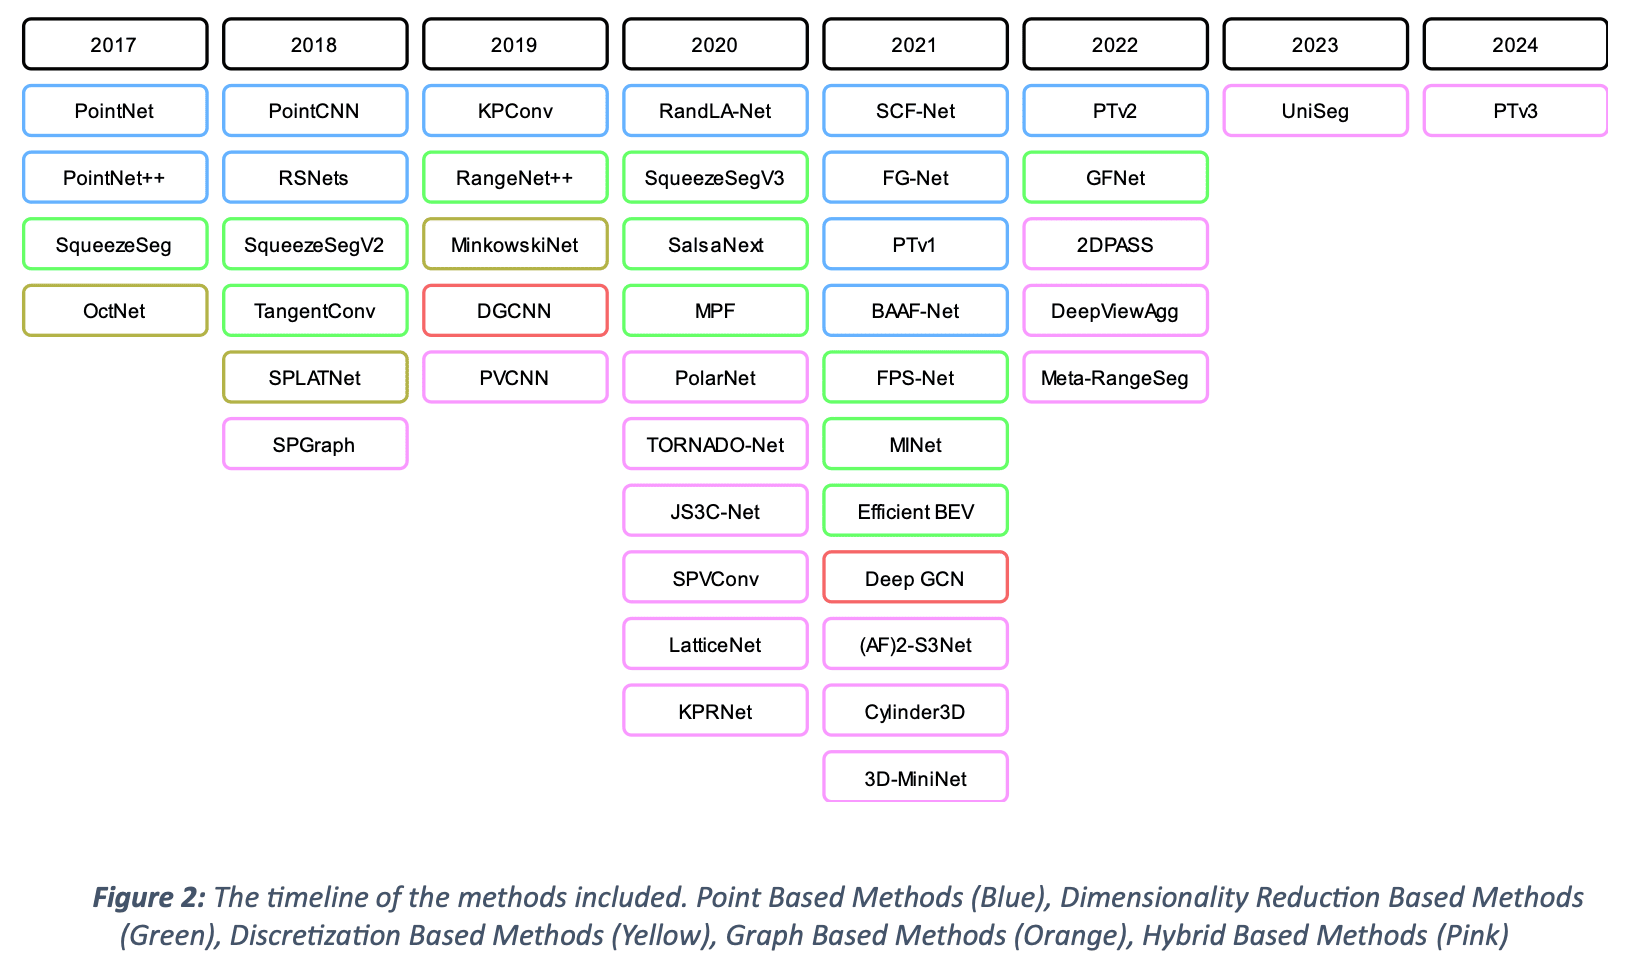 2017 2018 2019 2020 2021 2022 2023 2024
PointNet PointCNN KPConv RandLA-Net SCF-Net PTv2 UniSeg PTv3
PointNet++ RSNets RangeNet++ SqueezeSegV3 FG-Net GFNet
SqueezeSeg SqueezeSegV2 MinkowskiNet SalsaNext PTv1 2DPASS
OctNet TangentConv DGCNN MPF BAAF-Net DeepViewAgg
SPLATNet PVCNN PolarNet FPS-Net Meta-RangeSeg
SPGraph TORNADO-Net MINet
JS3C-Net Efficient BEV
SPVConv Deep GCN
LatticeNet (AF)2-S3Net
KPRNet Cylinder3D
3D-MiniNet
Figure 2: The timeline of the methods included. Point Based Methods (Blue), Dimensionality Reduction Based Methods
(Green), Discretization Based Methods (Yellow), Graph Based Methods (Orange), Hybrid Based Methods (Pink)